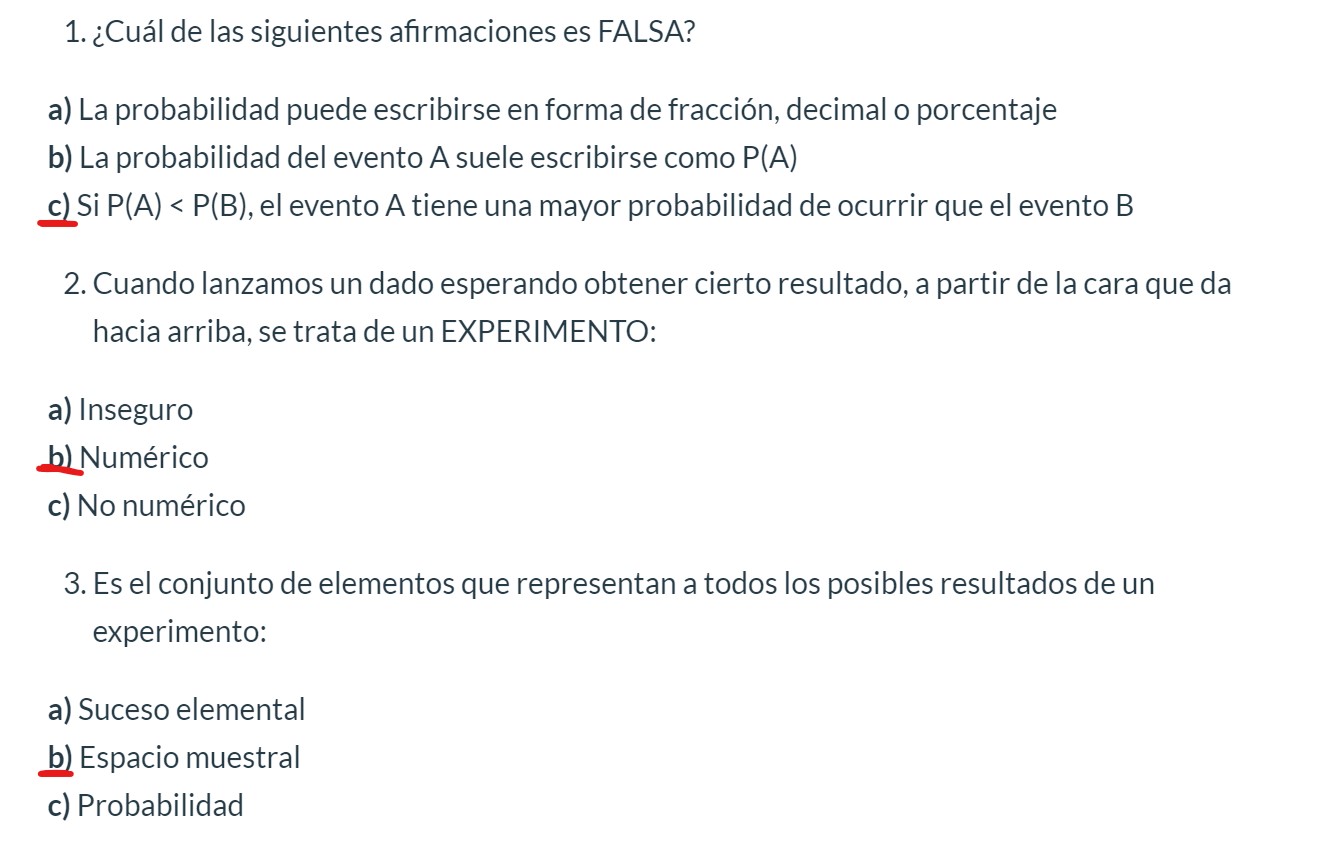 1. ¿Cuál de las siguientes afirmaciones es FALSA?
a) La probabilidad puede escribirse en forma de fracción, decimal o porcentaje
b) La probabilidad del evento A suele escribirse como P(A)
c) Si P(A) < P(B), el evento A tiene una mayor probabilidad de ocurrir que el evento B
2. Cuando lanzamos un dado esperando obtener cierto resultado, a partir de la cara que da
hacia arriba, se trata de un EXPERIMENTO:
a) Inseguro
b) Numérico
c) No numérico
3. Es el conjunto de elementos que representan a todos los posibles resultados de un
experimento:
a) Suceso elemental
b) Espacio muestral
c) Probabilidad